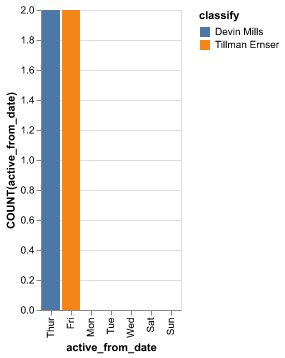 classify
Devin Mills
Tillman Ernser
COUNT(active_from_date)
2.0
1.8
1.6
1.4
1.2
1.0
0.8
0.6
0.4
0.2
0.0
Thur
Fri
Mon
Tue
Wed
Sat
Sun
active_from_date